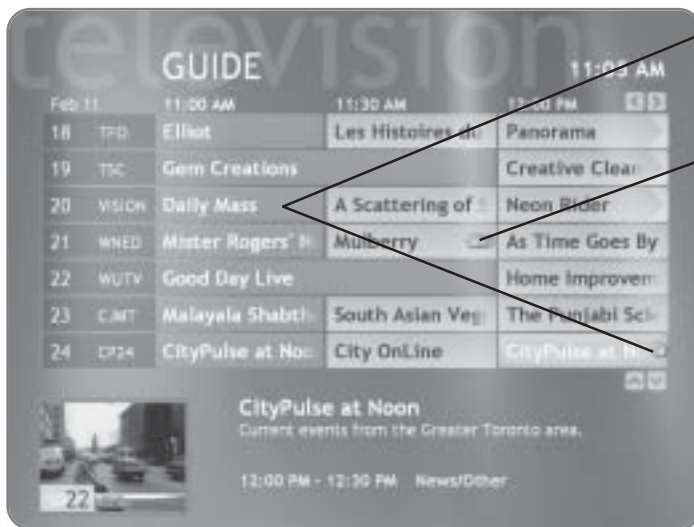 television
GUIDE 11:05 AM
Feb 11 11:00 AM 11:30 AM 12:00 PM
18 TFO Elliot Les Histoires du Panorama
19 TSC Gem Creations Creative Clear
20 VISION Daily Mass A Scattering of Neon Rider
21 WNED Mister Rogers' N Mulberry As Time Goes By
22 WUTV Good Day Live Home Improvem
23 CJMT Malayala Shabth South Asian Veg The Punjabi Sch
24 CP24 CityPulse at Noo City OnLine CityPulse at
CityPulse at Noon
Current events from the Greater Toronto area.
12:00 PM - 12:30 PM News/Other
22